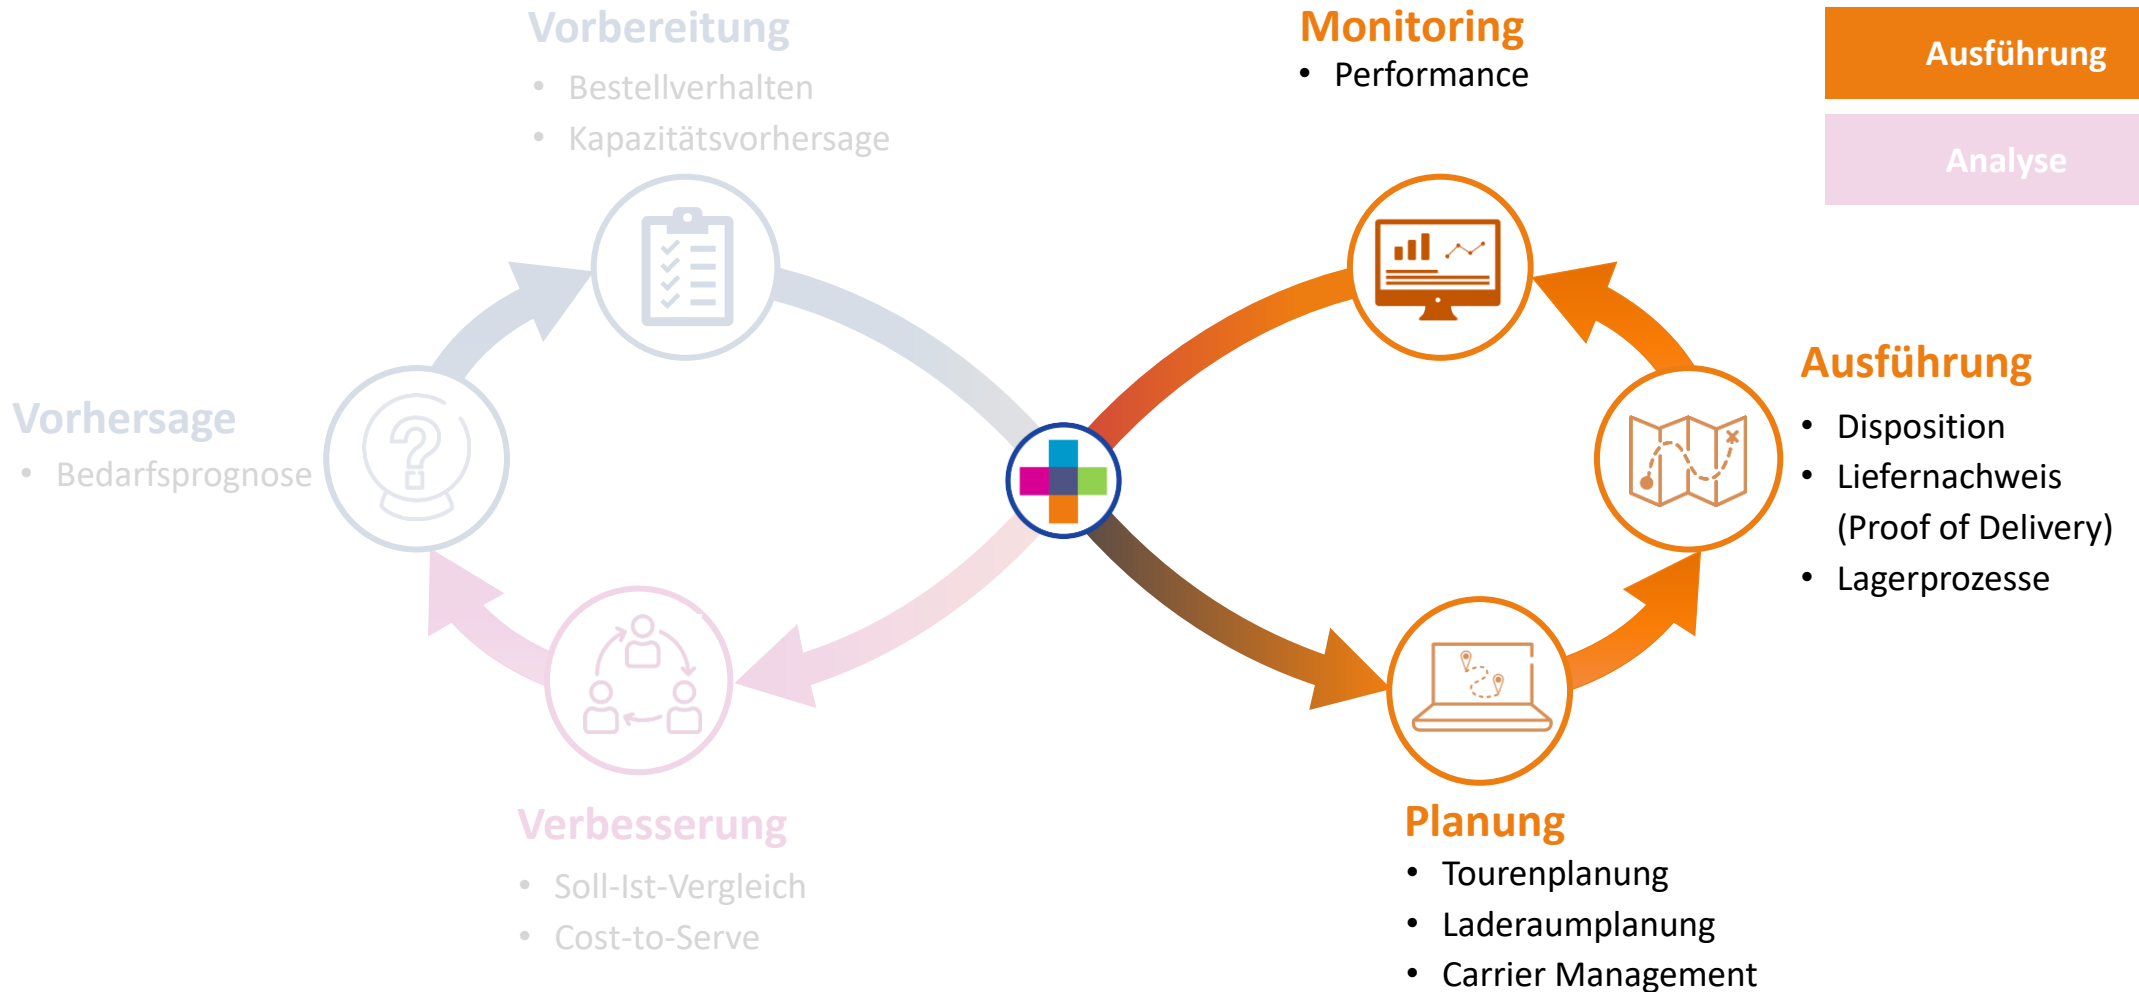 Vorbereitung
• Bestellverhalten
• Kapazitätsvorhersage
Monitoring
• Performance
Ausführung
Analyse
Vorhersage
• Bedarfsprognose
Ausführung
• Disposition
• Liefernachweis
(Proof of Delivery)
• Lagerprozesse
Verbesserung
• Soll-Ist-Vergleich
• Cost-to-Serve
Planung
• Tourenplanung
• Laderaumplanung
• Carrier Management